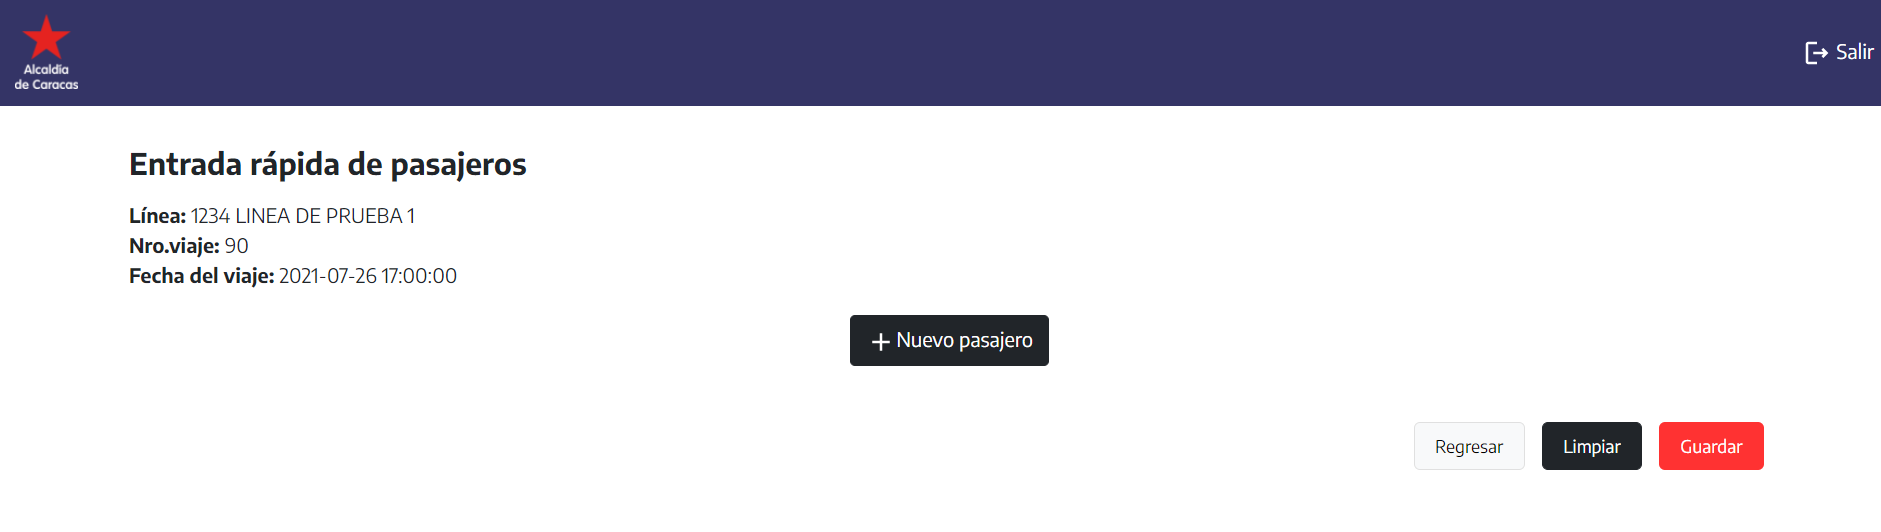 Alcaldía
de Caracas
Salir
Entrada rápida de pasajeros
Línea: 1234 LINEA DE PRUEBA 1
Nro.viaje: 90
Fecha del viaje: 2021-07-26 17:00:00
+ Nuevo pasajero
Regresar Limpiar Guardar